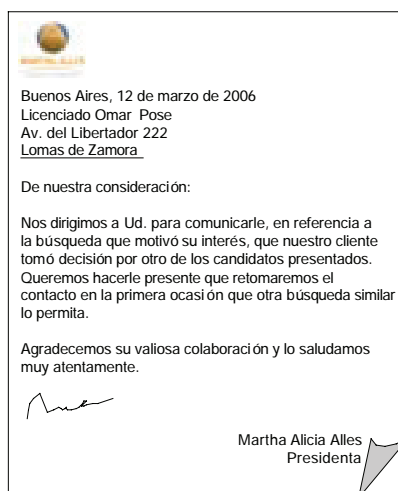 MARTHA ALLES
Buenos Aires, 12 de marzo de 2006
Licenciado Omar Pose
Av. del Libertador 222
Lomas de Zamora
De nuestra consideración:
Nos dirigimos a Ud. para comunicarle, en referencia a
la búsqueda que motivó su interés, que nuestro cliente
tomó decisión por otro de los candidatos presentados.
Queremos hacerle presente que retomaremos el
contacto en la primera ocasión que otra búsqueda similar
lo permita.
Agradecemos su valiosa colaboración y lo saludamos
muy atentamente.
Martha Alicia Alles
Presidenta